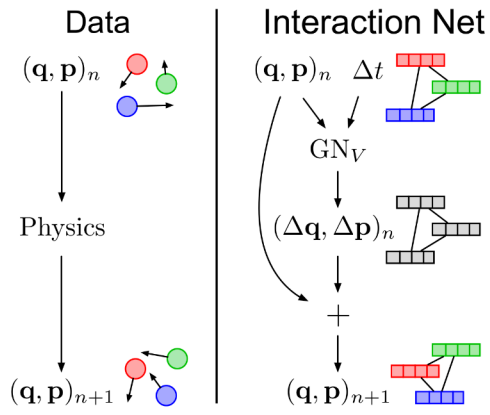 Data
(q, p)ₙ
Physics
(q, p)ₙ₊₁
Interaction Net
(q, p)ₙ Δt
GN_V
(Δq, Δp)ₙ
+
(q, p)ₙ₊₁